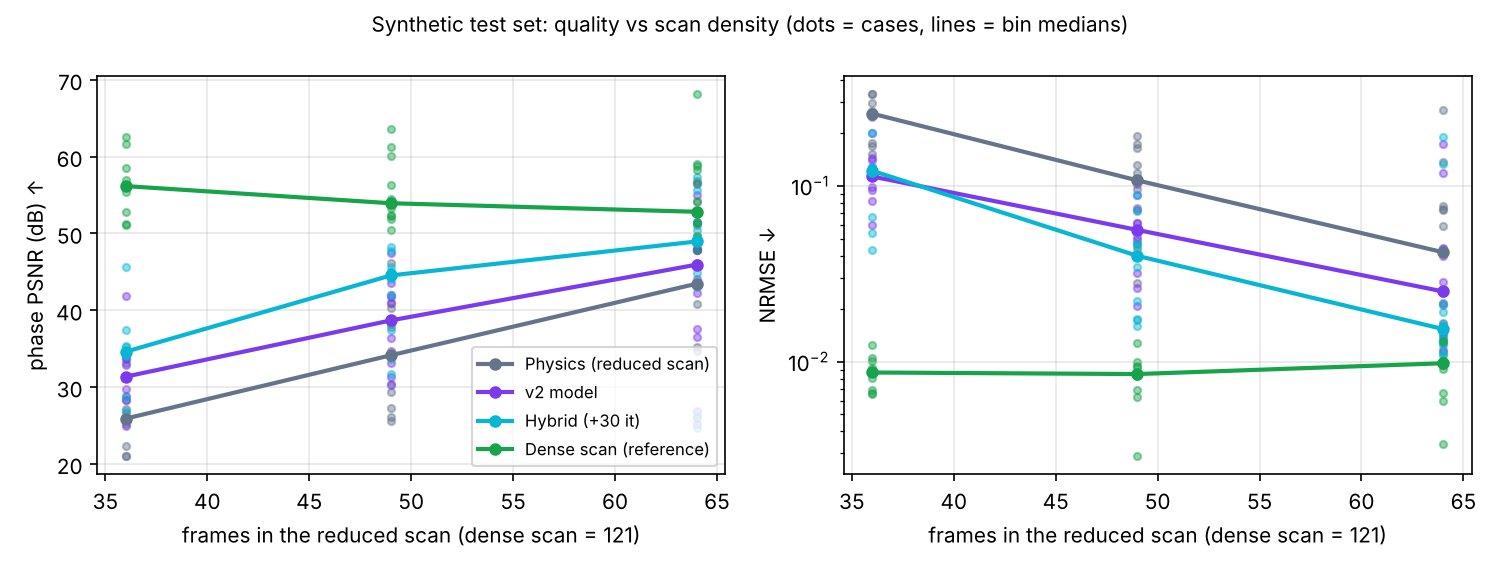 Synthetic test set: quality vs scan density (dots = cases, lines = bin medians)
phase PSNR (dB) ↑
70
60
50
40
30
20
35 40 45 50 55 60 65
frames in the reduced scan (dense scan = 121)
Physics (reduced scan)
v2 model
Hybrid (+30 it)
Dense scan (reference)
NRMSE ↓
10⁻¹
10⁻²
35 40 45 50 55 60 65
frames in the reduced scan (dense scan = 121)